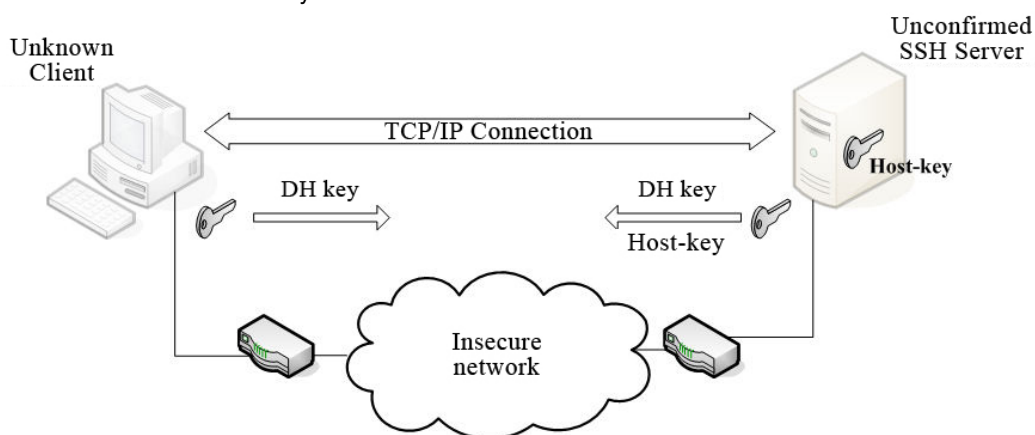 Unknown
Client
Unconfirmed
SSH Server
TCP/IP Connection
Host-key
DH key
DH key
Host-key
Insecure
network